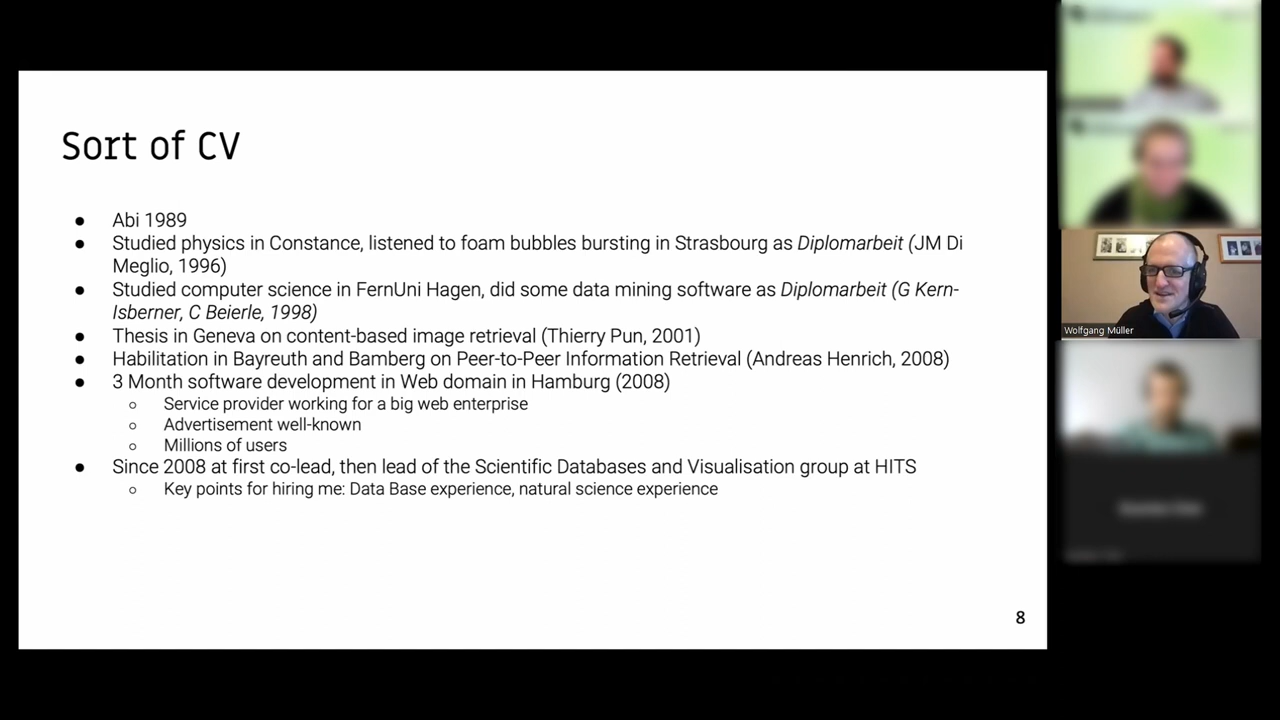 Sort of CV
● Abi 1989
● Studied physics in Constance, listened to foam bubbles bursting in Strasbourg as Diplomarbeit (JM Di
Meglio, 1996)
● Studied computer science in FernUni Hagen, did some data mining software as Diplomarbeit (G Kern-
Isberner, C Beierle, 1998)
● Thesis in Geneva on content-based image retrieval (Thierry Pun, 2001)
● Habilitation in Bayreuth and Bamberg on Peer-to-Peer Information Retrieval (Andreas Henrich, 2008)
● 3 Month software development in Web domain in Hamburg (2008)
○ Service provider working for a big web enterprise
○ Advertisement well-known
○ Millions of users
● Since 2008 at first co-lead, then lead of the Scientific Databases and Visualisation group at HITS
○ Key points for hiring me: Data Base experience, natural science experience
8
Wolfgang Müller